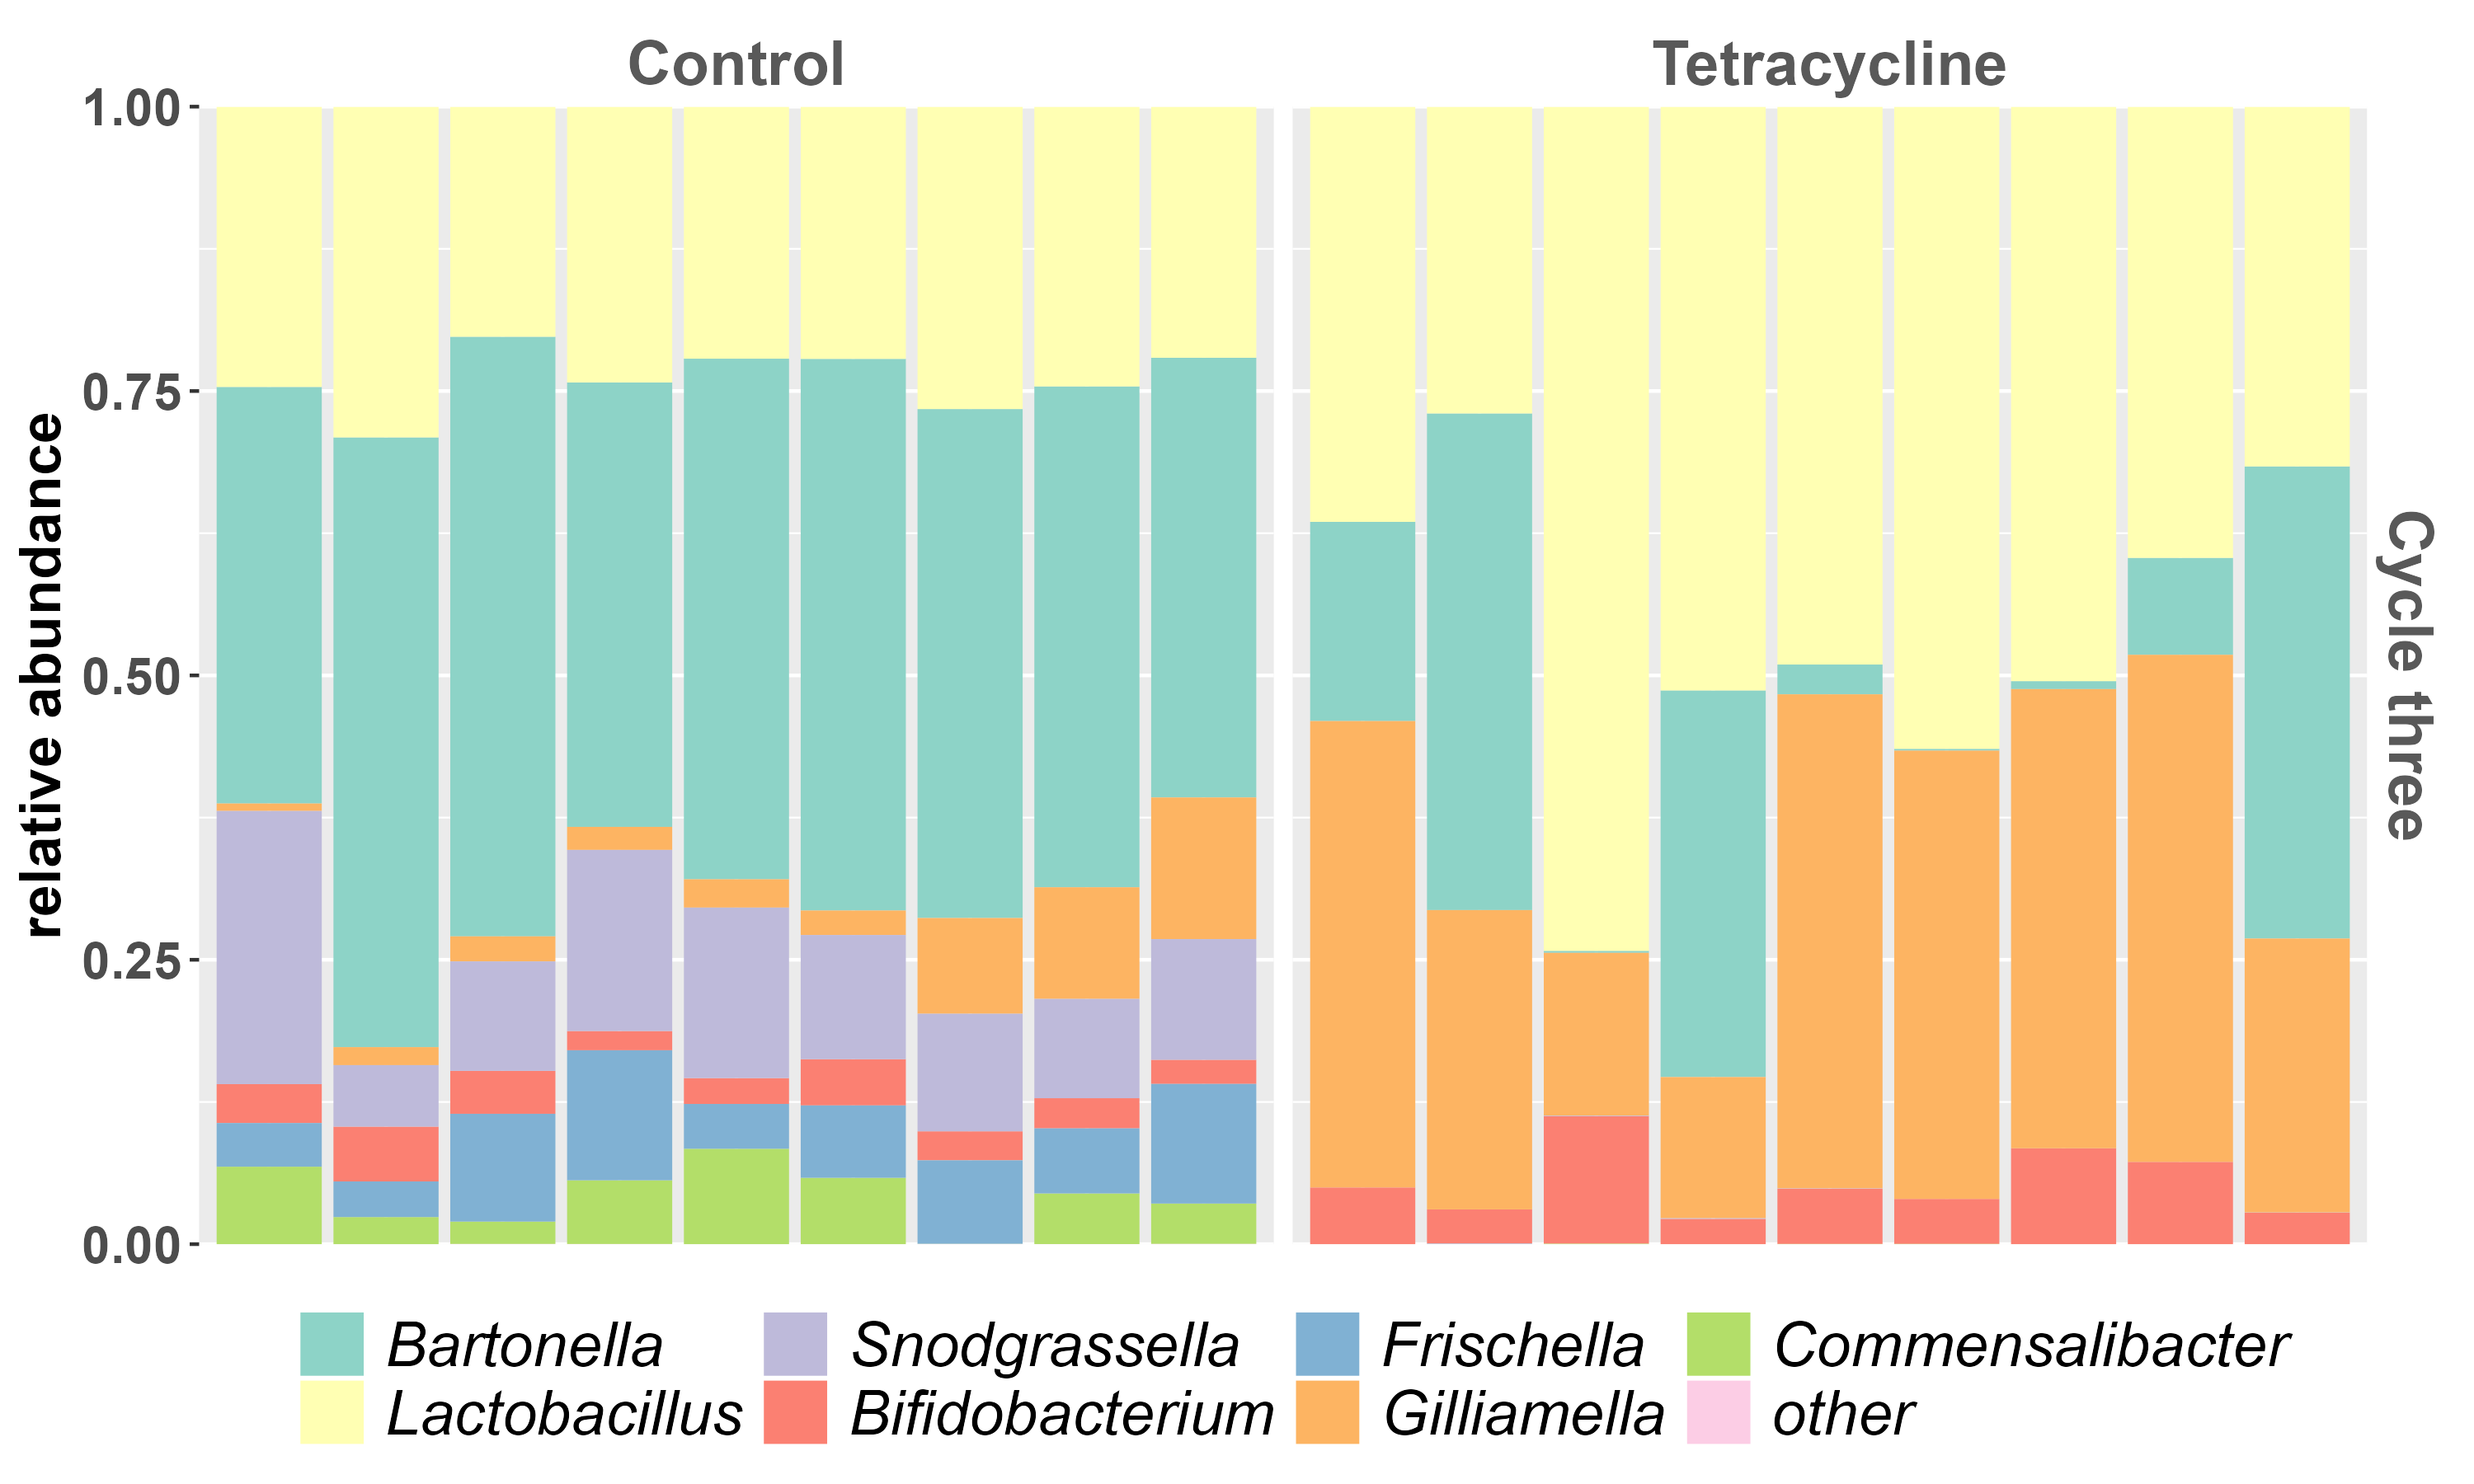 Control
Tetracycline
1.00
0.75
0.50
0.25
0.00
relative abundance
Cycle three
Bartonella
Snodgrassella
Frischella
Commensalibacter
Lactobacillus
Bifidobacterium
Gilliamella
other